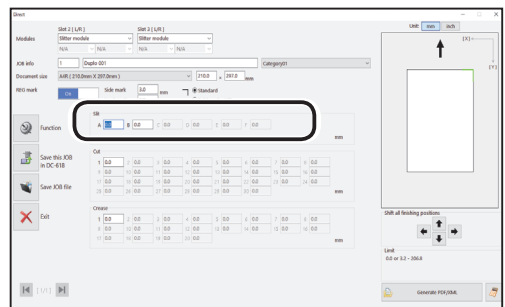 Direct
Unit: mm inch
Slot 2 [ L/R ] Slot 3 [ L/R ]
Modules Slitter module Slitter module
N/A N/A N/A N/A
JOB info 1 Duplo 001 Category01
Document size A4R ( 210.0mm X 297.0mm ) 210.0 × 297.0 mm
REG mark On Side mark 3.0 mm Standard
[X]
[Y]
Slit
A 0.0 B 0.0 C 0.0 D 0.0 E 0.0 F 0.0
mm
Function
Cut
1 0.0 2 0.0 3 0.0 4 0.0 5 0.0 6 0.0 7 0.0 8 0.0
9 0.0 10 0.0 11 0.0 12 0.0 13 0.0 14 0.0 15 0.0 16 0.0
17 0.0 18 0.0 19 0.0 20 0.0 21 0.0 22 0.0 23 0.0 24 0.0
25 0.0 26 0.0 27 0.0 28 0.0 29 0.0 30 0.0 mm
Save this JOB
in DC-618
Save JOB file
Crease
1 0.0 2 0.0 3 0.0 4 0.0 5 0.0 6 0.0 7 0.0 8 0.0
9 0.0 10 0.0 11 0.0 12 0.0 13 0.0 14 0.0 15 0.0 16 0.0
17 0.0 18 0.0 19 0.0 20 0.0 mm
Exit
Shift all finishing positions
Limit
0.0 or 3.2 - 206.8
[1/1]
Generate PDF/XML